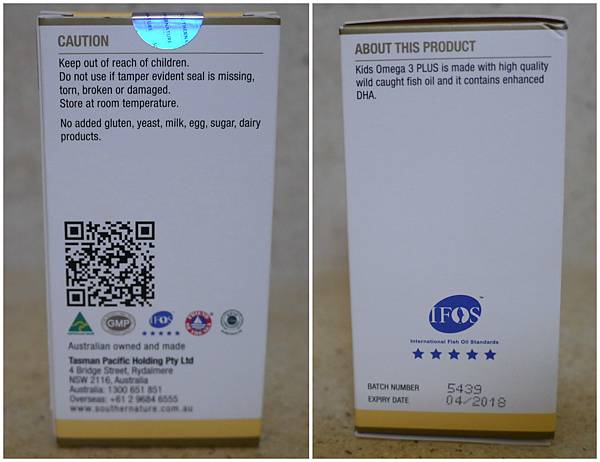 CAUTION
Keep out of reach of children.
Do not use if tamper evident seal is missing,
torn, broken or damaged.
Store at room temperature.
No added gluten, yeast, milk, egg, sugar, dairy
products.
GMP
IFOS
Australian owned and made
Tasman Pacific Holding Pty Ltd
4 Bridge Street, Rydalmere
NSW 2116, Australia
Australia: 1300 651 851
Overseas: +61 2 9684 6555
www.southernature.com.au
ABOUT THIS PRODUCT
Kids Omega 3 PLUS is made with high quality
wild caught fish oil and it contains enhanced
DHA.
IFOS™
International Fish Oil Standards
BATCH NUMBER 5439
EXPIRY DATE 04/2018